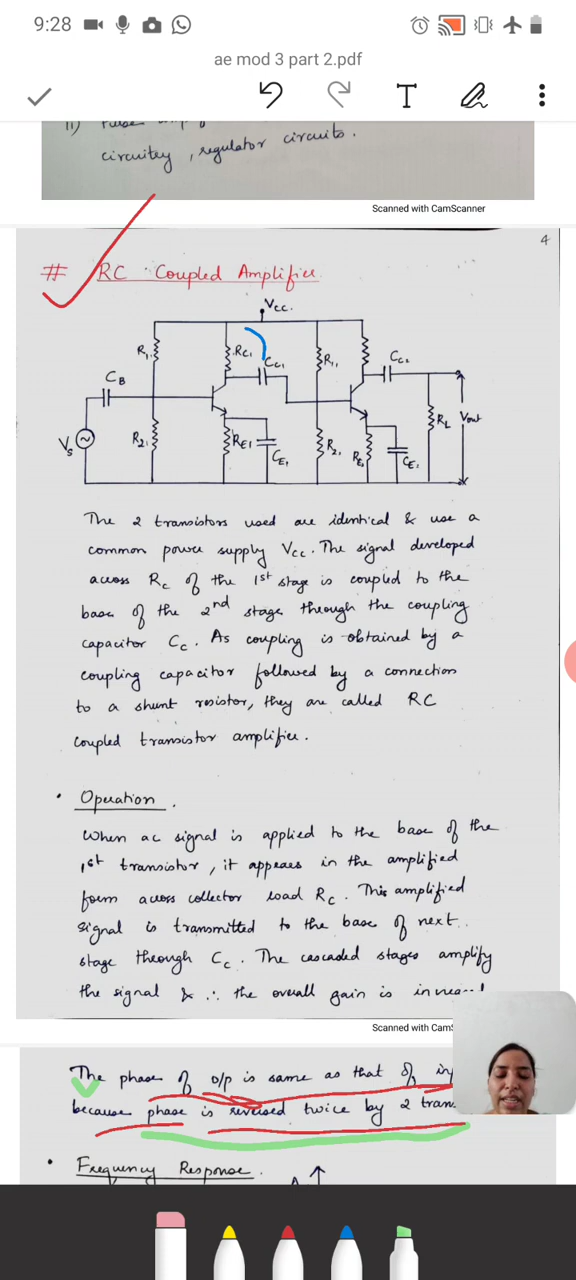 9:28
ae mod 3 part 2.pdf
T
circuitry, regulator circuits.
Scanned with CamScanner
4
# RC Coupled Amplifier
Vcc.
R1
RC1
CC1
R1,
CC2
CB
Vs
R2
RE1
CE1
R2,
RE
CE2
RL
Vout
The 2 transistors used are identical & use a
common power supply Vcc. The signal developed
across Rc of the 1st stage is coupled to the
base of the 2nd stage through the coupling
capacitor Cc. As coupling is obtained by a
coupling capacitor followed by a connection
to a shunt resistor, they are called RC
coupled transistor amplifier.
• Operation.
When ac signal is applied to the base of the
1st transistor, it appears in the amplified
form across collector load Rc. This amplified
signal is transmitted to the base of next
stage through Cc. The cascaded stages amplify
the signal & ∴ the overall gain is
Scanned with Cam
The phase of o/p is same as that of
because phase is reversed twice by 2 tran
• Frequency Response.